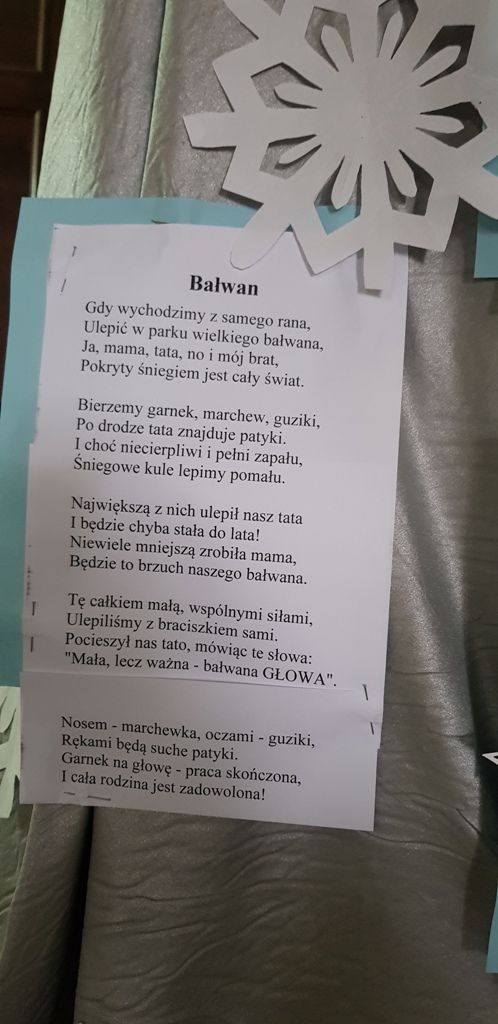 Bałwan
Gdy wychodzimy z samego rana,
Ulepić w parku wielkiego bałwana,
Ja, mama, tata, no i mój brat,
Pokryty śniegiem jest cały świat.
Bierzemy garnek, marchew, guziki,
Po drodze tata znajduje patyki.
I choć niecierpliwi i pełni zapału,
Śniegowe kule lepimy pomału.
Największą z nich ulepił nasz tata
I będzie chyba stała do lata!
Niewiele mniejszą zrobiła mama,
Będzie to brzuch naszego bałwana.
Tę całkiem małą, wspólnymi siłami,
Ulepiliśmy z braciszkiem sami.
Pocieszył nas tato, mówiąc te słowa:
"Mała, lecz ważna - bałwana GŁOWA".
Nosem - marchewka, oczami - guziki,
Rękami będą suche patyki.
Garnek na głowę - praca skończona,
I cała rodzina jest zadowolona!